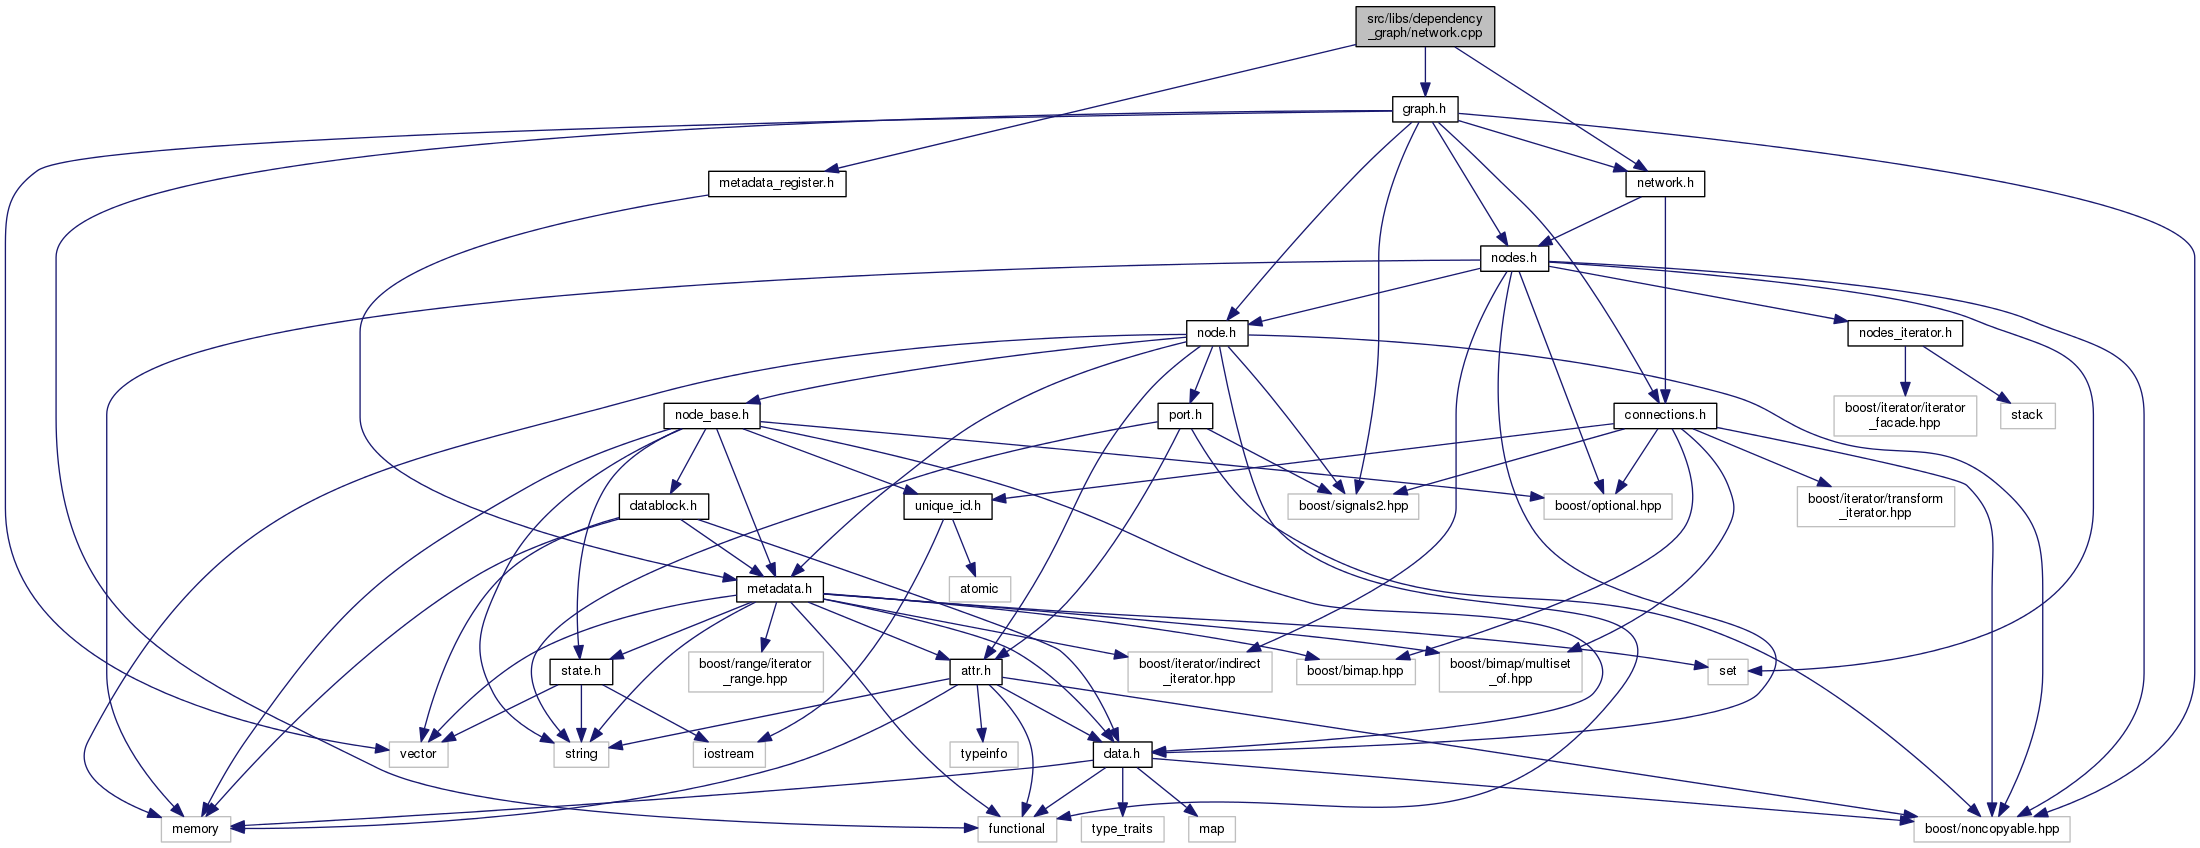 src/libs/dependency
_graph/network.cpp
graph.h
metadata_register.h
network.h
nodes.h
node.h
nodes_iterator.h
node_base.h
port.h
connections.h
boost/iterator/iterator
_facade.hpp
stack
datablock.h
unique_id.h
boost/signals2.hpp
boost/optional.hpp
boost/iterator/transform
_iterator.hpp
metadata.h
atomic
state.h
boost/range/iterator
_range.hpp
attr.h
boost/iterator/indirect
_iterator.hpp
boost/bimap.hpp
boost/bimap/multiset
_of.hpp
set
vector
string
iostream
typeinfo
data.h
memory
functional
type_traits
map
boost/noncopyable.hpp